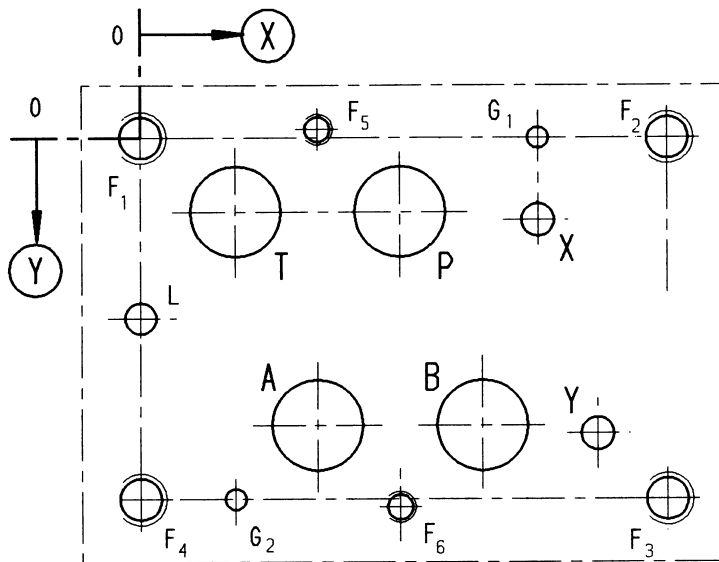 0 X
0 F₅ G₁ F₂
F₁
T P X
Y
L
A B Y
F₄ G₂ F₆ F₃